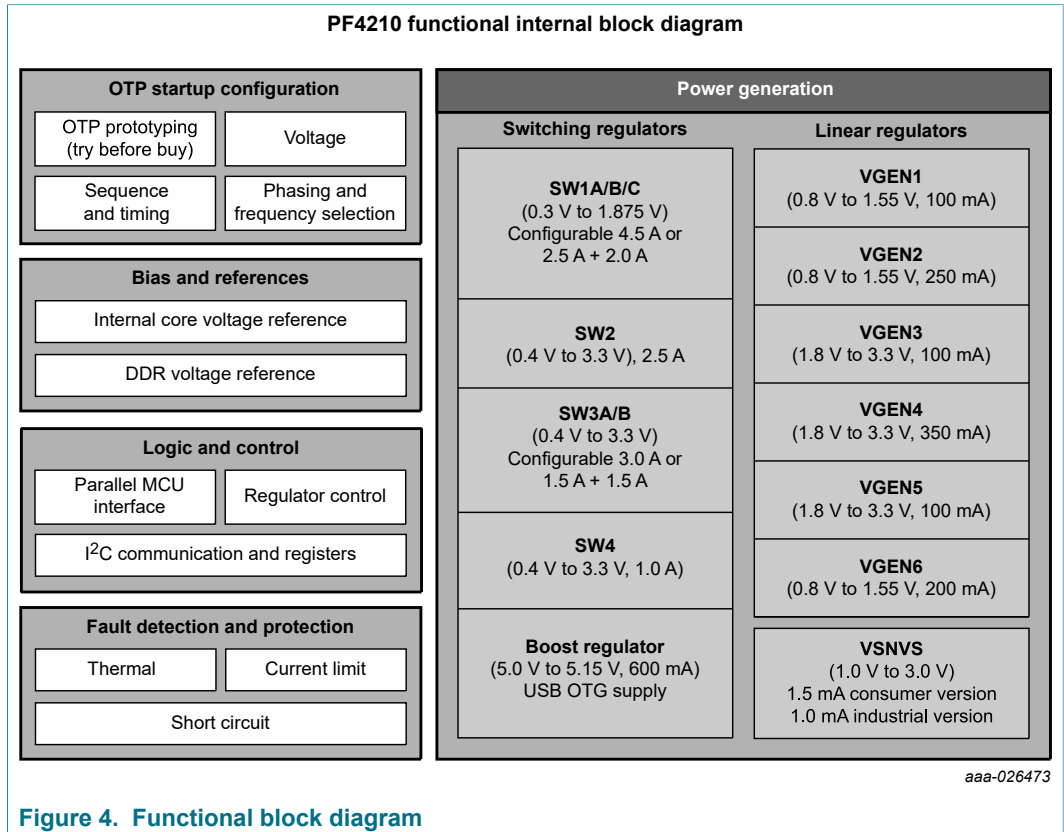 PF4210 functional internal block diagram
OTP startup configuration
OTP prototyping
(try before buy)
Voltage
Sequence
and timing
Phasing and
frequency selection
Bias and references
Internal core voltage reference
DDR voltage reference
Logic and control
Parallel MCU
interface
Regulator control
I2C communication and registers
Fault detection and protection
Thermal
Current limit
Short circuit
Power generation
Switching regulators
SW1A/B/C
(0.3 V to 1.875 V)
Configurable 4.5 A or
2.5 A + 2.0 A
SW2
(0.4 V to 3.3 V), 2.5 A
SW3A/B
(0.4 V to 3.3 V)
Configurable 3.0 A or
1.5 A + 1.5 A
SW4
(0.4 V to 3.3 V, 1.0 A)
Boost regulator
(5.0 V to 5.15 V, 600 mA)
USB OTG supply
Linear regulators
VGEN1
(0.8 V to 1.55 V, 100 mA)
VGEN2
(0.8 V to 1.55 V, 250 mA)
VGEN3
(1.8 V to 3.3 V, 100 mA)
VGEN4
(1.8 V to 3.3 V, 350 mA)
VGEN5
(1.8 V to 3.3 V, 100 mA)
VGEN6
(0.8 V to 1.55 V, 200 mA)
VSNVS
(1.0 V to 3.0 V)
1.5 mA consumer version
1.0 mA industrial version
aaa-026473
Figure 4. Functional block diagram